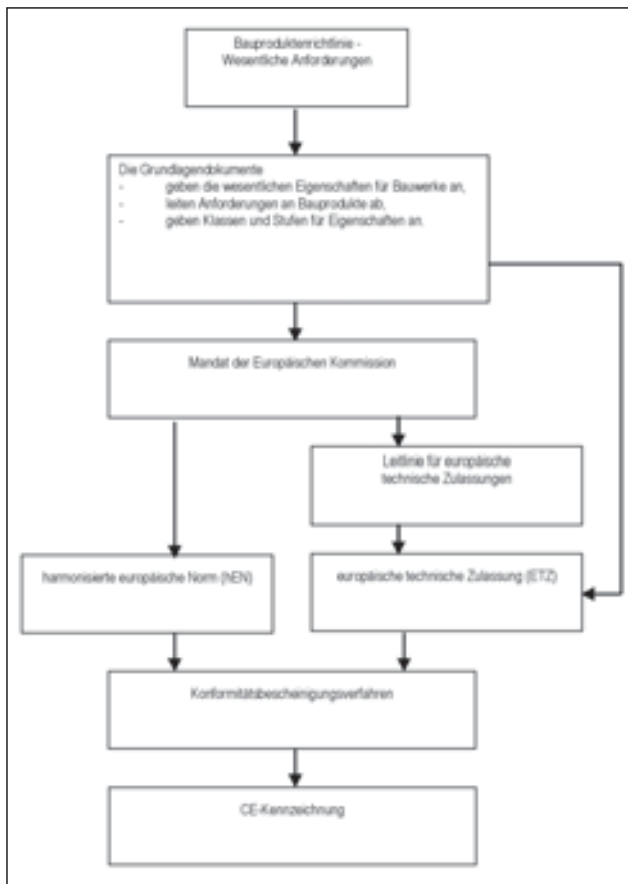 Bauproduktenrichtlinie -
Wesentliche Anforderungen
Die Grundlagendokumente
- geben die wesentlichen Eigenschaften für Bauwerke an,
- leiten Anforderungen an Bauprodukte ab,
- geben Klassen und Stufen für Eigenschaften an.
Mandat der Europäischen Kommission
Leitlinie für europäische
technische Zulassungen
harmonisierte europäische Norm (hEN)
europäische technische Zulassung (ETZ)
Konformitätsbescheinigungsverfahren
CE-Kennzeichnung